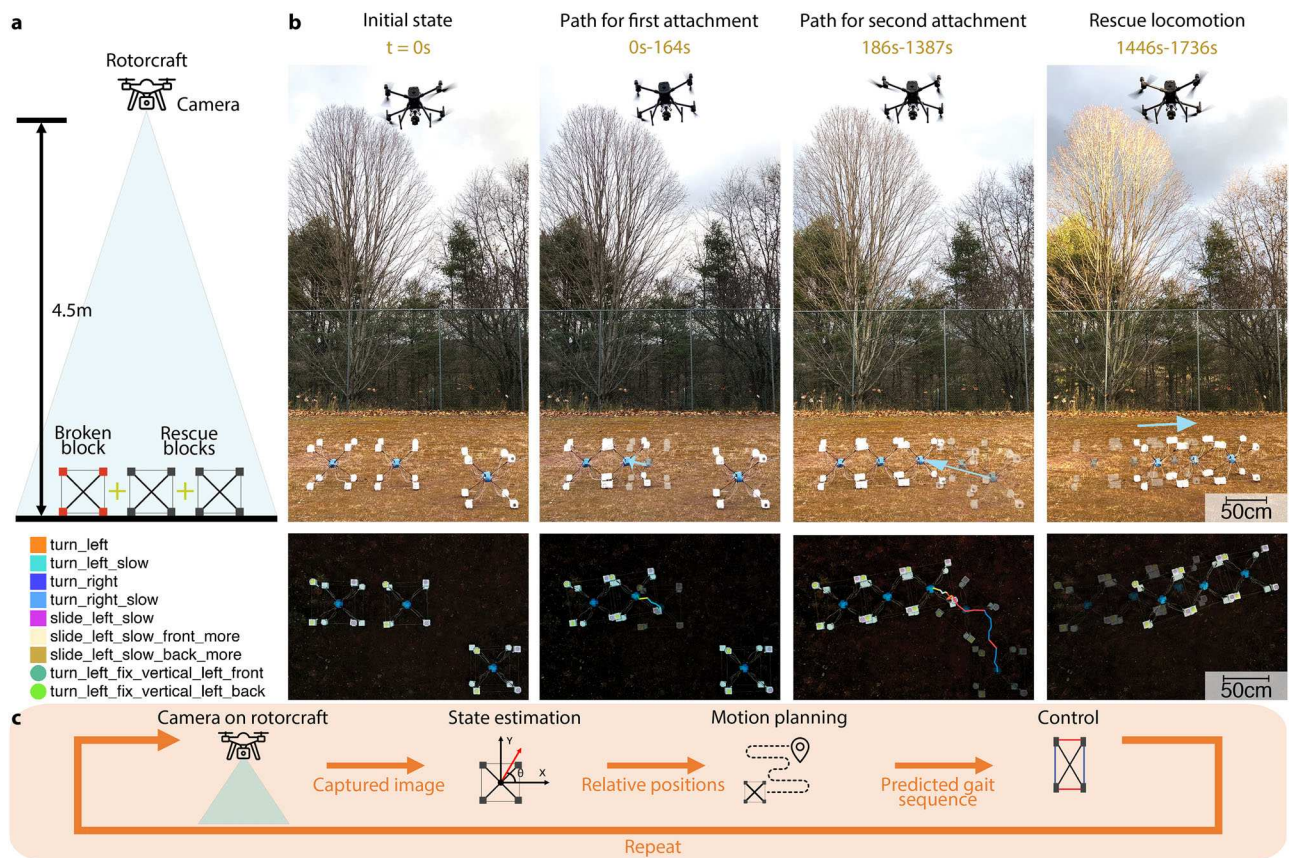 a
Rotorcraft
Camera
4.5m
Broken
block
Rescue
blocks
turn_left
turn_left_slow
turn_right
turn_right_slow
slide_left_slow
slide_left_slow_front_more
slide_left_slow_back_more
turn_left_fix_vertical_left_front
turn_left_fix_vertical_left_back
b
Initial state
t = 0s
Path for first attachment
0s-164s
Path for second attachment
186s-1387s
Rescue locomotion
1446s-1736s
50cm
50cm
c
Camera on rotorcraft
Captured image
State estimation
Y
θ
X
Relative positions
Motion planning
Predicted gait
sequence
Control
Repeat